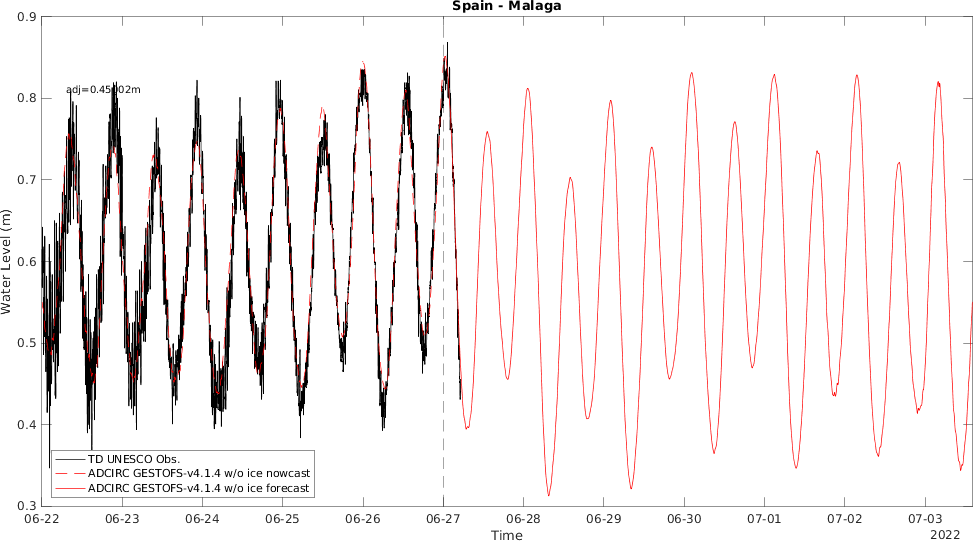 Spain - Malaga
0.9
0.8
0.7
0.6
0.5
0.4
0.3
Water Level (m)
adj=0.45002m
TD UNESCO Obs.
ADCIRC GESTOFS-v4.1.4 w/o ice nowcast
ADCIRC GESTOFS-v4.1.4 w/o ice forecast
06-22 06-23 06-24 06-25 06-26 06-27 06-28 06-29 06-30 07-01 07-02 07-03
Time
2022